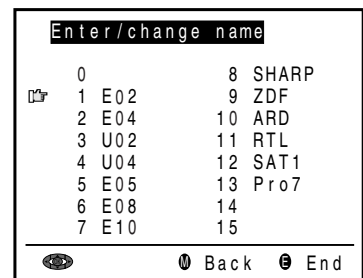 Enter/change name
0 8 SHARP
1 E02 9 ZDF
2 E04 10 ARD
3 U02 11 RTL
4 U04 12 SAT1
5 E05 13 Pro7
6 E08 14
7 E10 15
M Back E End